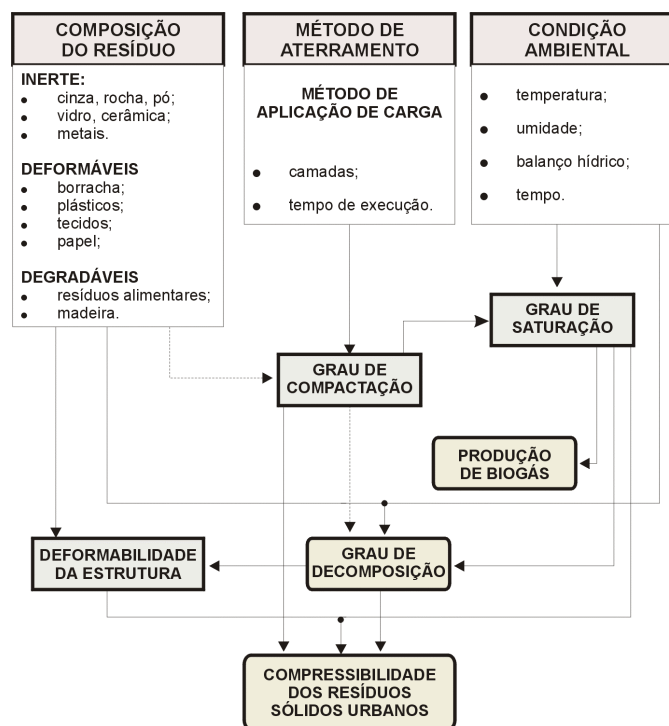 COMPOSIÇÃO
DO RESÍDUO
INERTE:
• cinza, rocha, pó;
• vidro, cerâmica;
• metais.
DEFORMÁVEIS
• borracha;
• plásticos;
• tecidos;
• papel;
DEGRADÁVEIS
• resíduos alimentares;
• madeira.
MÉTODO DE
ATERRAMENTO
MÉTODO DE
APLICAÇÃO DE CARGA
• camadas;
• tempo de execução.
CONDIÇÃO
AMBIENTAL
• temperatura;
• umidade;
• balanço hídrico;
• tempo.
GRAU DE
SATURAÇÃO
GRAU DE
COMPACTAÇÃO
PRODUÇÃO
DE BIOGÁS
DEFORMABILIDADE
DA ESTRUTURA
GRAU DE
DECOMPOSIÇÃO
COMPRESSIBILIDADE
DOS RESÍDUOS
SÓLIDOS URBANOS